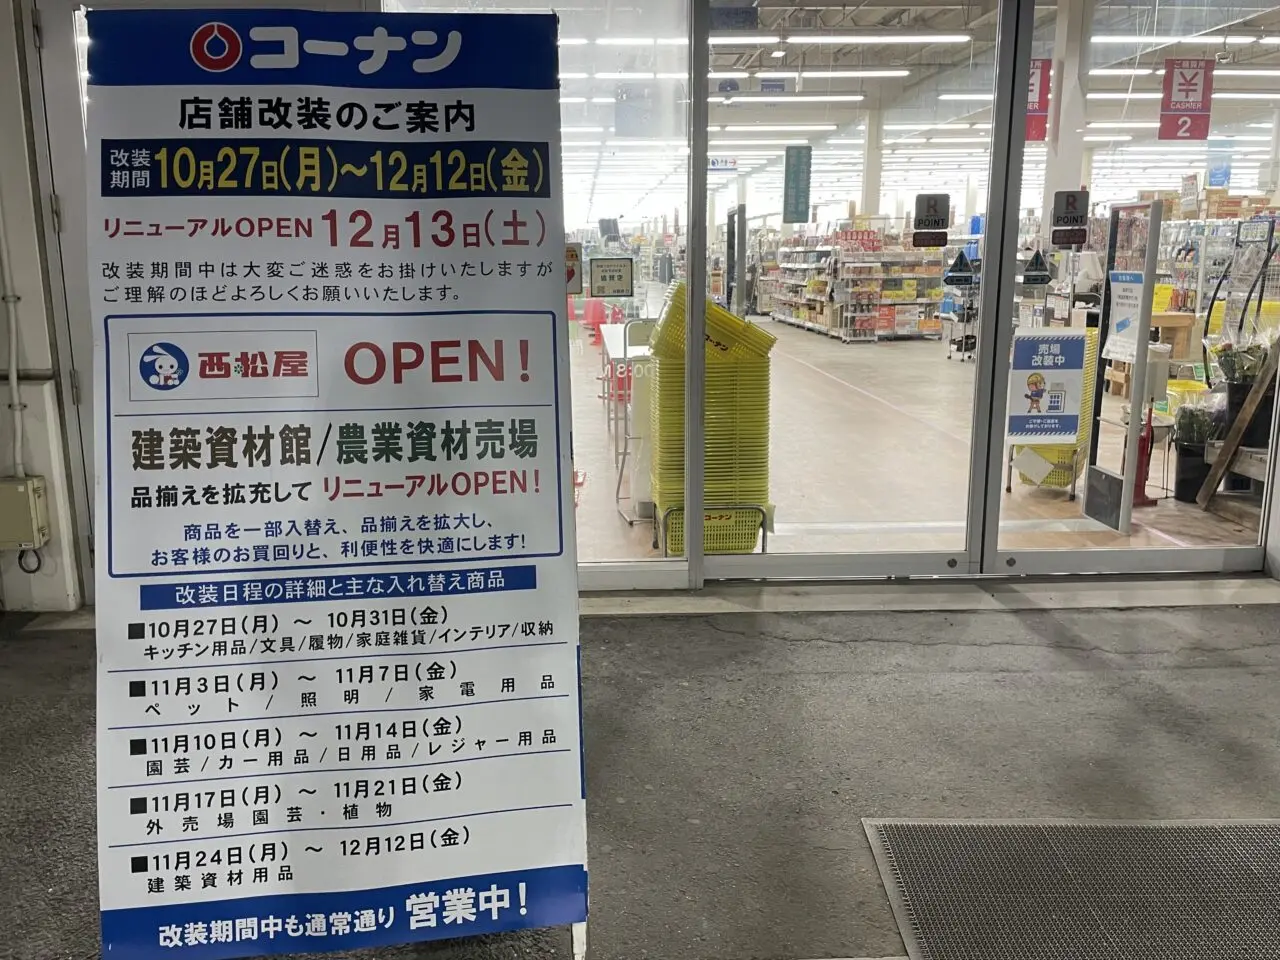 コーナン
店舗改装のご案内
改装期間 10月27日(月)～12月12日(金)
リニューアルOPEN 12月13日(土)
改装期間中は大変ご迷惑をお掛けいたしますが
ご理解のほどよろしくお願いいたします。
西松屋 OPEN!
建築資材館/農業資材売場
品揃えを拡充して リニューアルOPEN!
商品を一部入替え、品揃えを拡大し、
お客様のお買回りと、利便性を快適にします!
改装日程の詳細と主な入れ替え商品
■10月27日(月) ～ 10月31日(金)
キッチン用品/文具/履物/家庭雑貨/インテリア/収納
■11月3日(月) ～ 11月7日(金)
ペット/照明/家電用品
■11月10日(月) ～ 11月14日(金)
園芸/カー用品/日用品/レジャー用品
■11月17日(月) ～ 11月21日(金)
外売場園芸・植物
■11月24日(月) ～ 12月12日(金)
建築資材用品
改装期間中も通常通り 営業中!
¥
CASHIER
2
R
POINT
R
POINT
売場
改装中
コーナン
コーナン